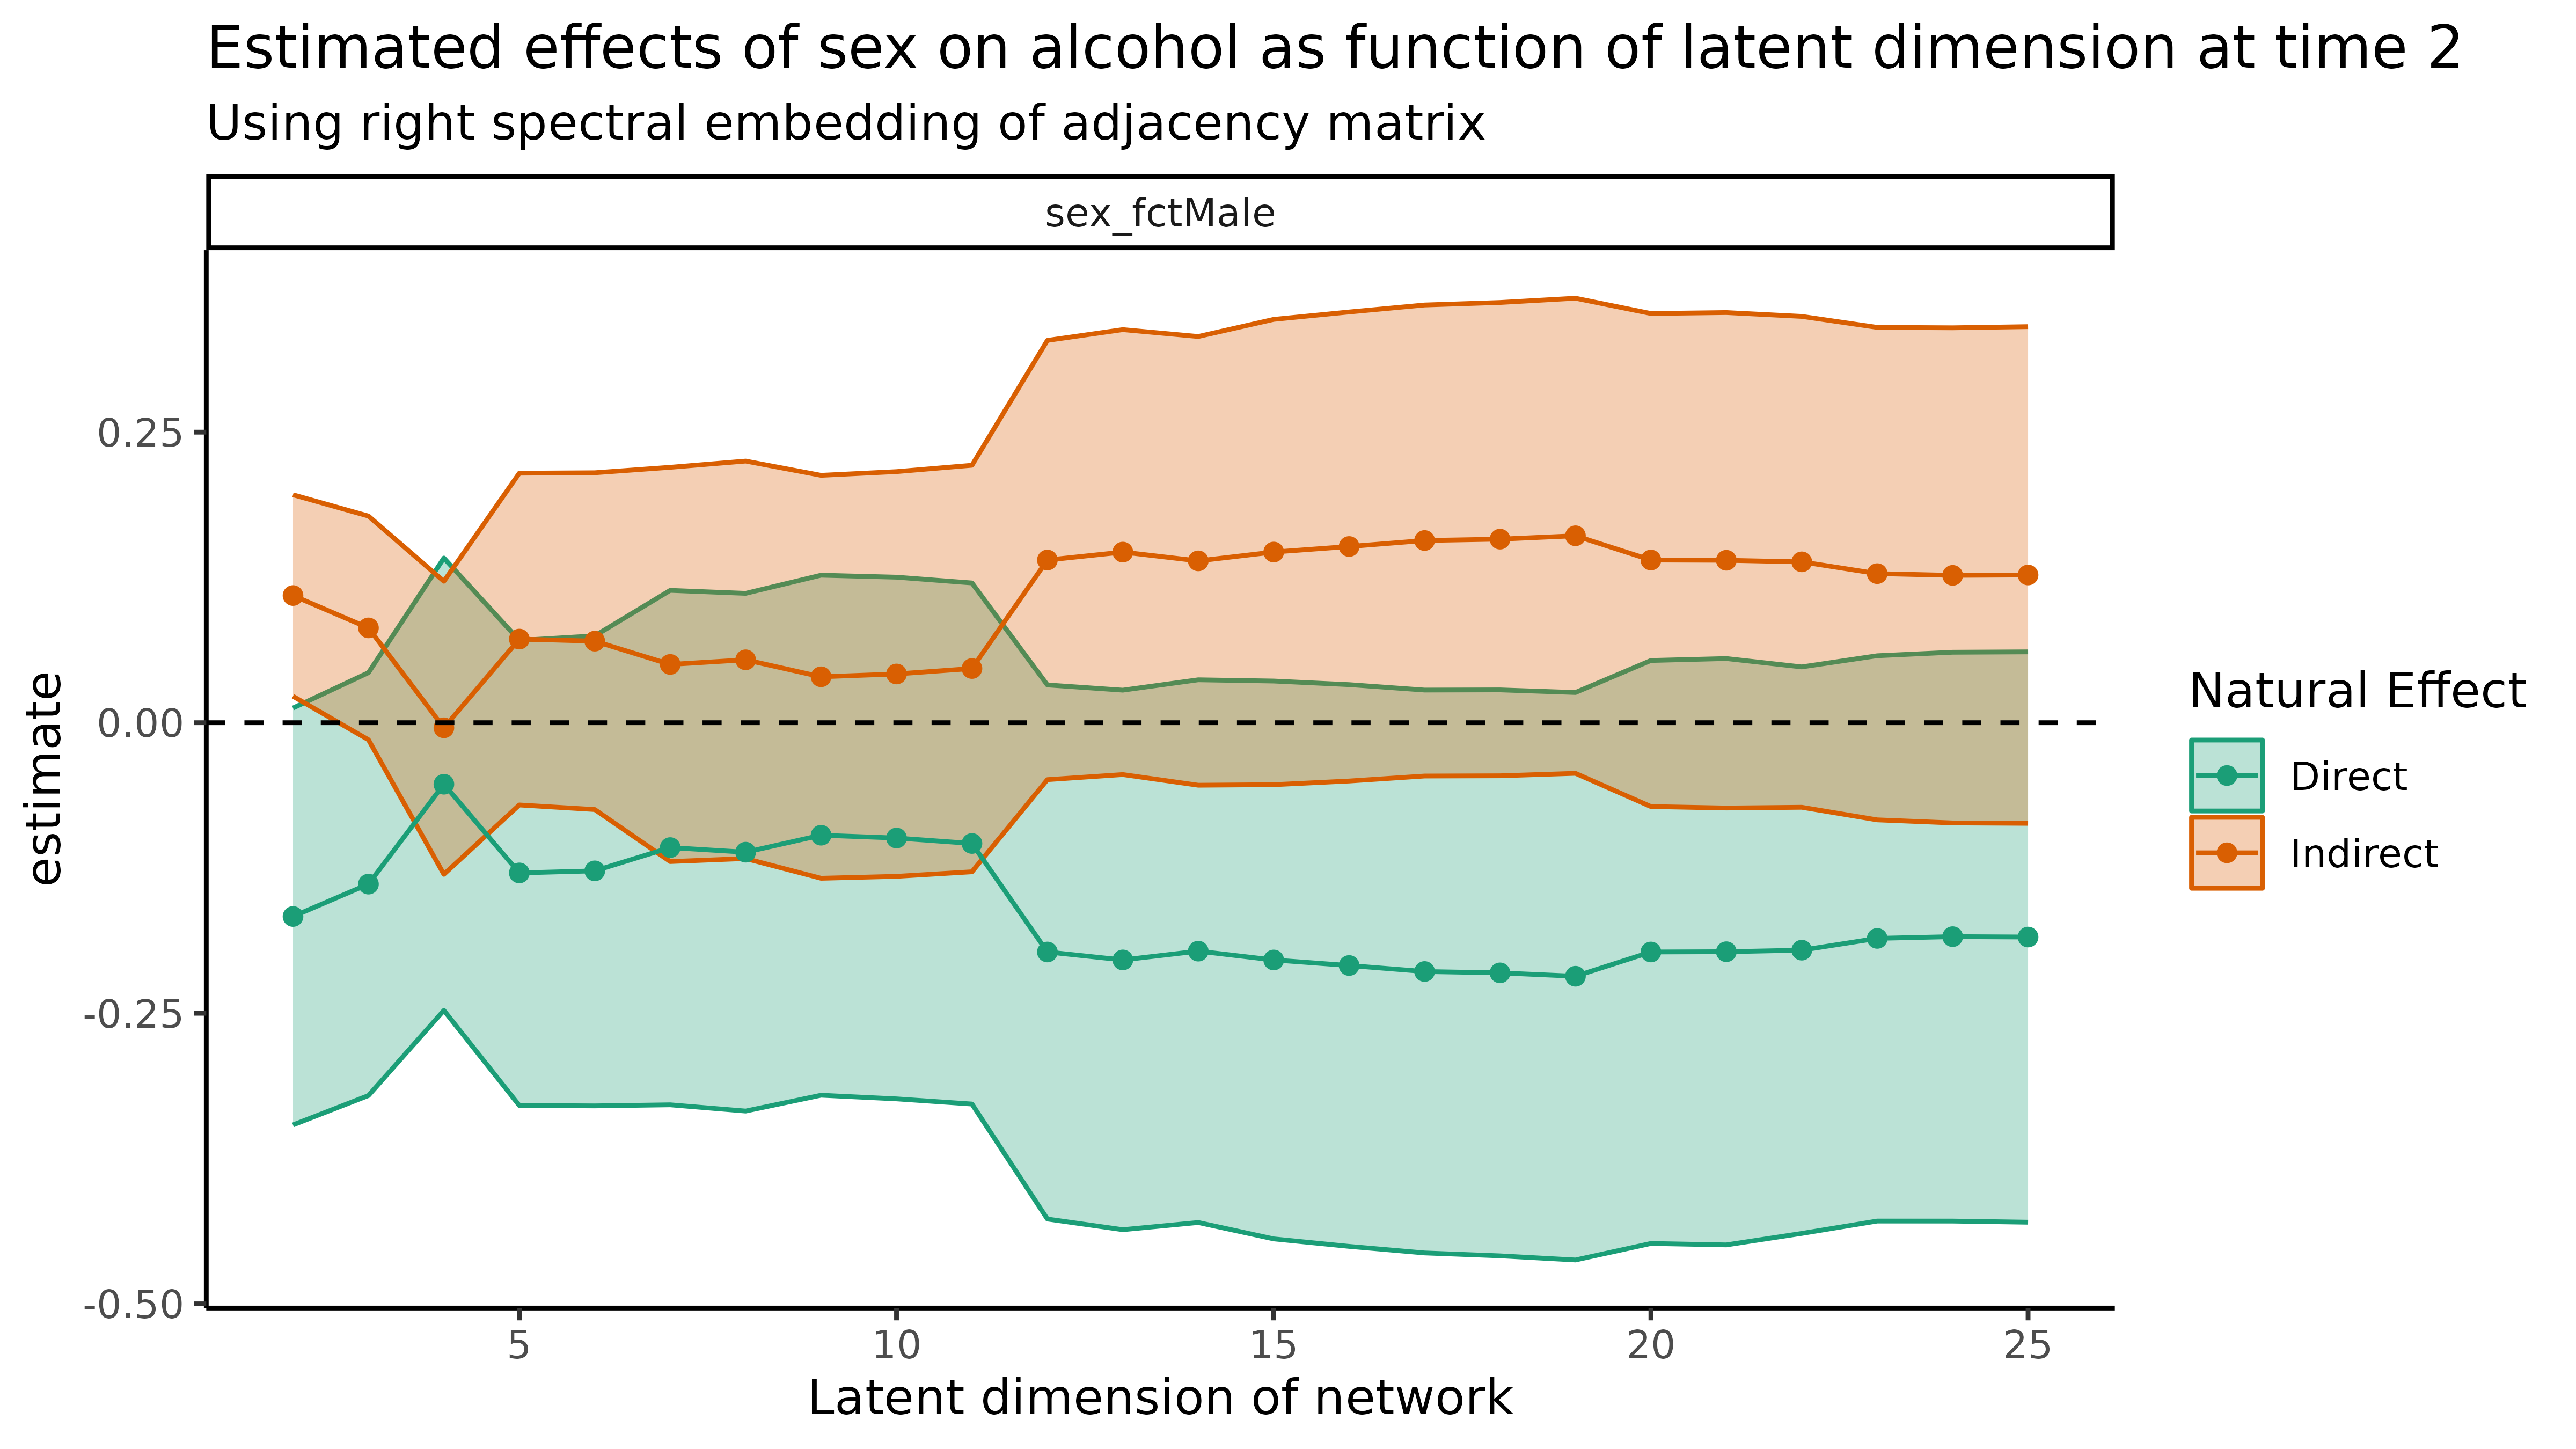 Estimated effects of sex on alcohol as function of latent dimension at time 2
Using right spectral embedding of adjacency matrix
sex_fctMale
estimate
0.25
0.00
-0.25
-0.50
5 10 15 20 25
Latent dimension of network
Natural Effect
Direct
Indirect